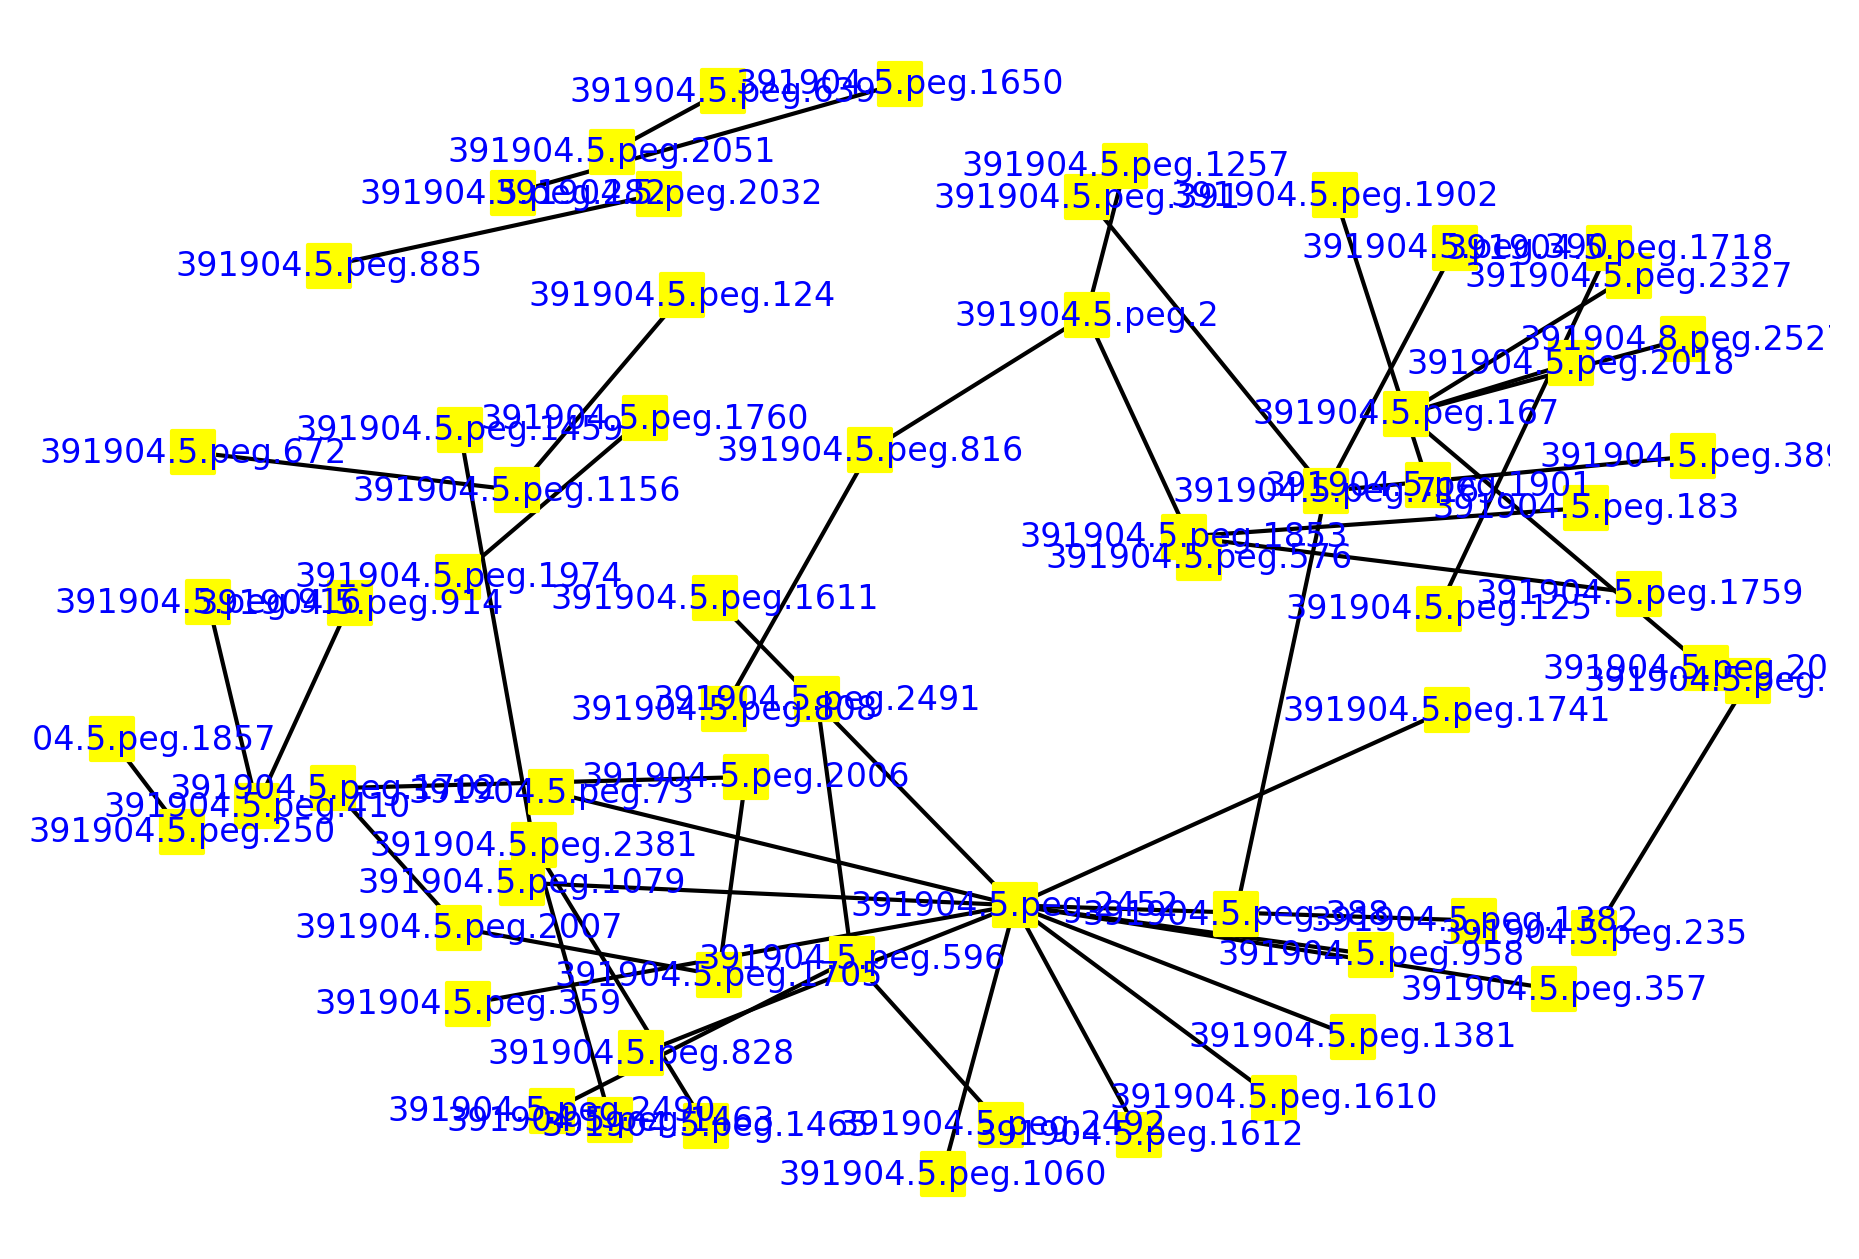 391904.5.peg.639
391904.5.peg.1650
391904.5.peg.2051
391904.5.peg.1257
391904.5.peg.282
391904.5.peg.2032
391904.5.peg.391
391904.5.peg.1902
391904.5.peg.390
391904.5.peg.1718
391904.5.peg.885
391904.5.peg.2327
391904.5.peg.124
391904.5.peg.2
391904.8.peg.252
391904.5.peg.2018
391904.5.peg.167
391904.5.peg.1760
391904.5.peg.1459
391904.5.peg.672
391904.5.peg.816
391904.5.peg.389
391904.5.peg.1156
391904.5.peg.1901
391904.5.peg.183
391904.5.peg.1853
391904.5.peg.576
391904.5.peg.1974
391904.5.peg.1611
391904.5.peg.1759
391904.5.peg.916
391904.5.peg.914
391904.5.peg.125
391904.5.peg.20
391904.5.peg.
391904.5.peg.2491
391904.5.peg.808
391904.5.peg.1741
04.5.peg.1857
391904.5.peg.2006
391904.5.peg.1702
391904.5.peg.73
391904.5.peg.410
391904.5.peg.250
391904.5.peg.2381
391904.5.peg.1079
391904.5.peg.2452
391904.5.peg.388
391904.5.peg.1382
391904.5.peg.2007
391904.5.peg.235
391904.5.peg.596
391904.5.peg.958
391904.5.peg.1705
391904.5.peg.357
391904.5.peg.359
391904.5.peg.1381
391904.5.peg.828
391904.5.peg.1610
391904.5.peg.2490
391904.5.peg.1463
391904.5.peg.1465
391904.5.peg.2492
391904.5.peg.1612
391904.5.peg.1060